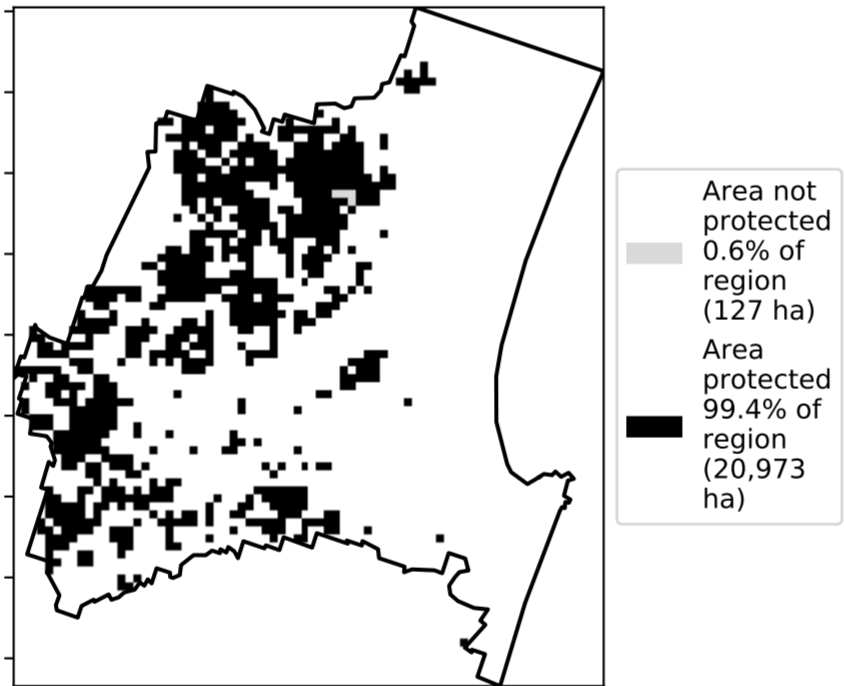 Area not
protected
0.6% of
region
(127 ha)
Area
protected
99.4% of
region
(20,973
ha)